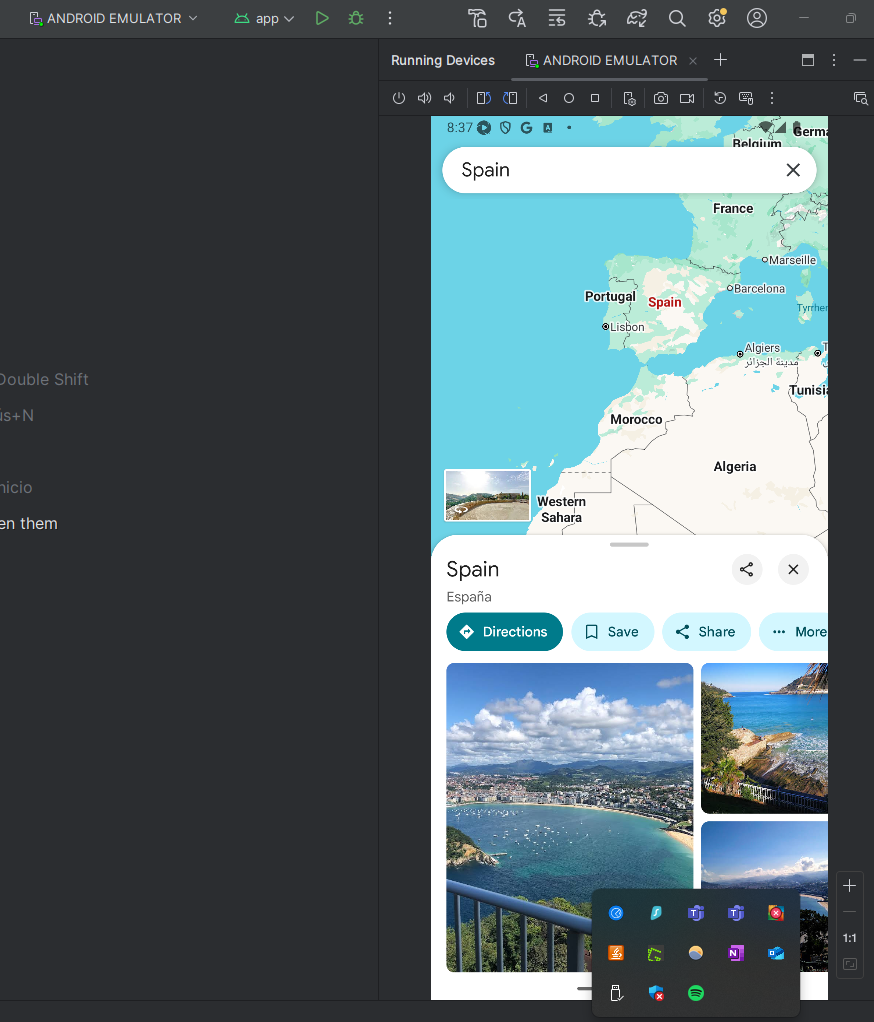 ANDROID EMULATOR
app
Running Devices
ANDROID EMULATOR
8:37
Germa
Belgium
Spain
France
Marseille
Barcelona
Portugal
Spain
Tyrrhen
Lisbon
Algiers
مدينة الجزائر
Tunisia
Morocco
Algeria
Western
Sahara
Double Shift
ús+N
nicio
en them
Spain
España
Directions
Save
Share
More
1:1